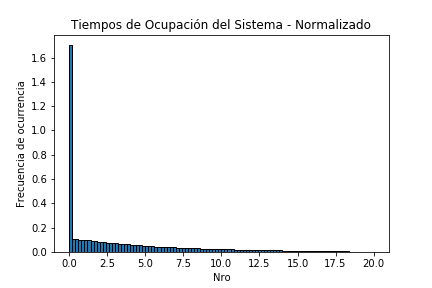 Tiempos de Ocupación del Sistema - Normalizado
1.6
1.4
1.2
1.0
0.8
0.6
0.4
0.2
0.0
Frecuencia de ocurrencia
0.0 2.5 5.0 7.5 10.0 12.5 15.0 17.5 20.0
Nro